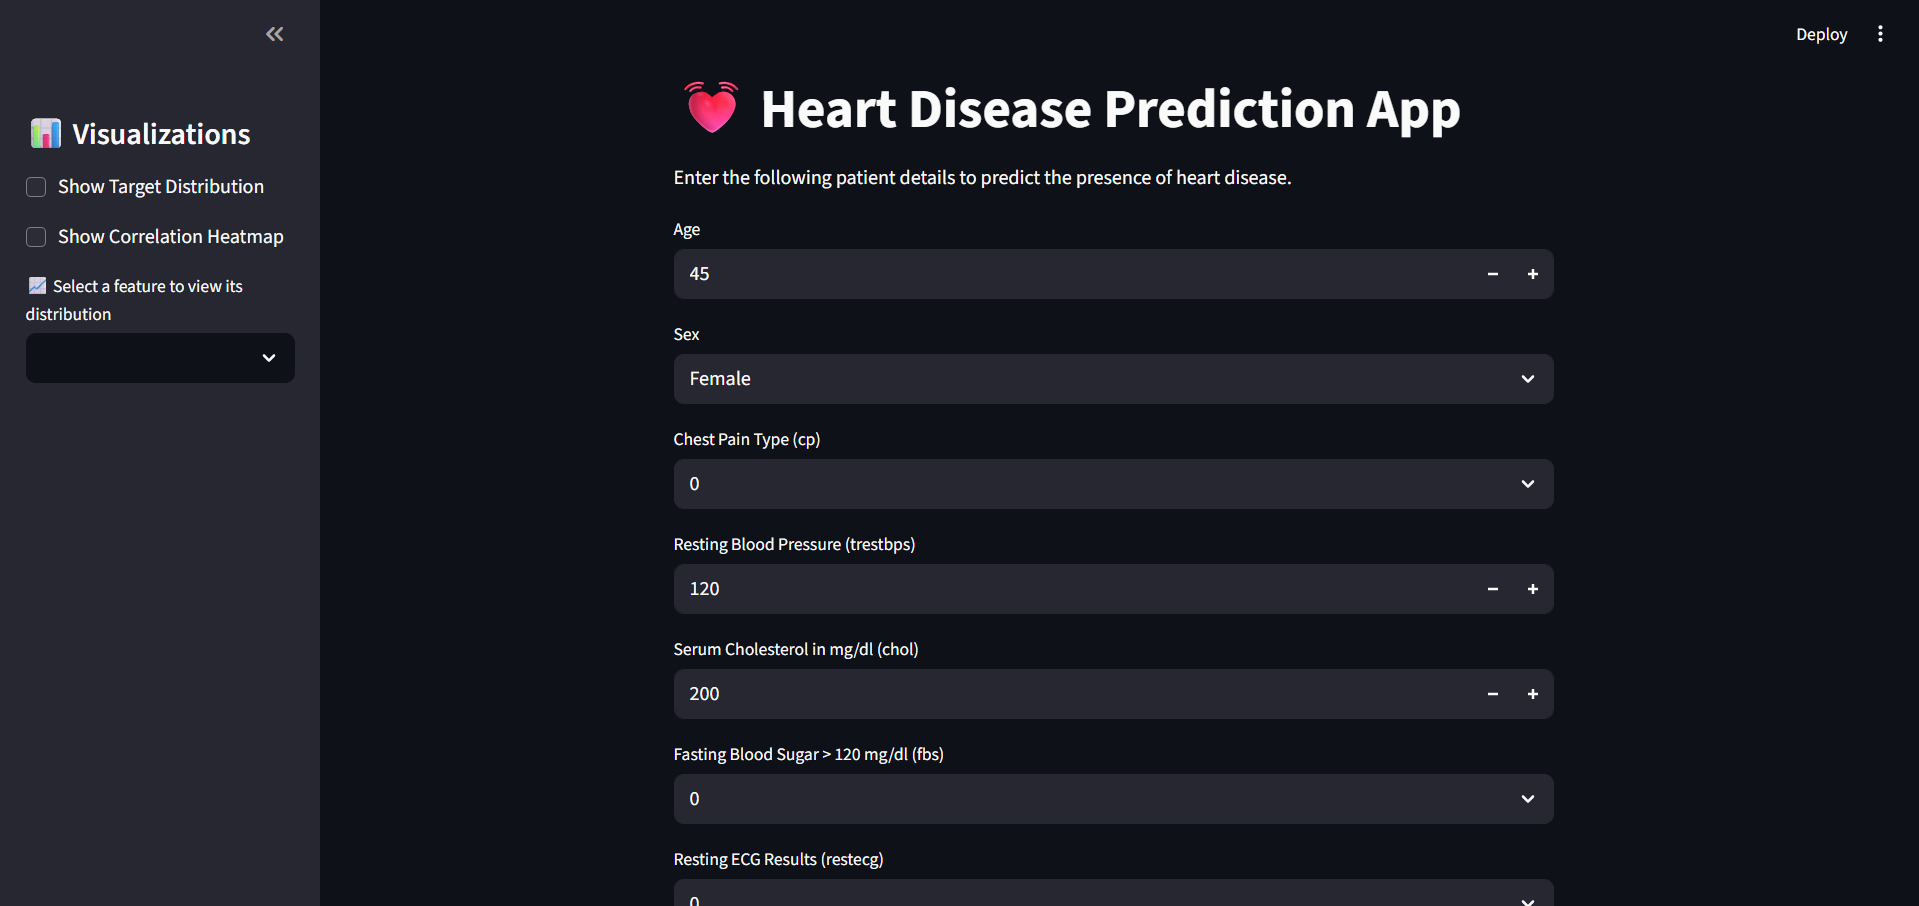 Deploy
Visualizations
Show Target Distribution
Show Correlation Heatmap
Select a feature to view its
distribution
Heart Disease Prediction App
Enter the following patient details to predict the presence of heart disease.
Age
45
Sex
Female
Chest Pain Type (cp)
0
Resting Blood Pressure (trestbps)
120
Serum Cholesterol in mg/dl (chol)
200
Fasting Blood Sugar > 120 mg/dl (fbs)
0
Resting ECG Results (restecg)
0